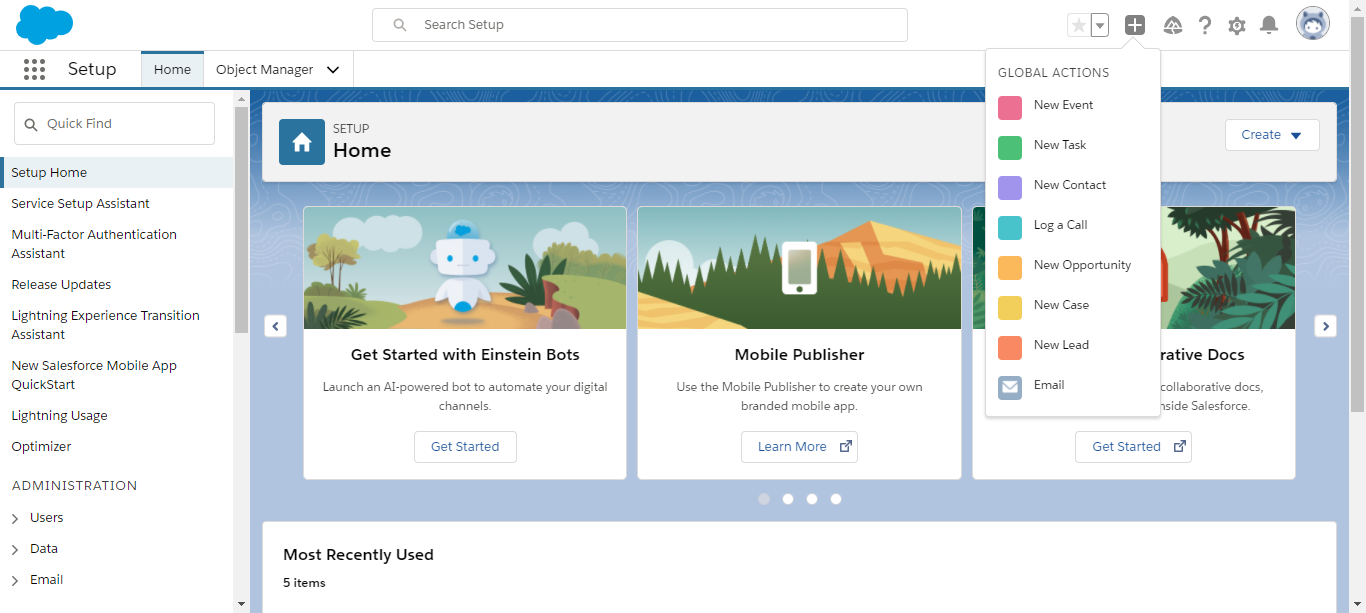 Search Setup
Setup
Home
Object Manager
Quick Find
Setup Home
Service Setup Assistant
Multi-Factor Authentication
Assistant
Release Updates
Lightning Experience Transition
Assistant
New Salesforce Mobile App
QuickStart
Lightning Usage
Optimizer
ADMINISTRATION
Users
Data
Email
SETUP
Home
Create
GLOBAL ACTIONS
New Event
New Task
New Contact
Log a Call
New Opportunity
New Case
New Lead
Email
Get Started with Einstein Bots
Launch an AI-powered bot to automate your digital
channels.
Get Started
Mobile Publisher
Use the Mobile Publisher to create your own
branded mobile app.
Learn More
Docs
collaborative docs,
Salesforce.
Get Started
Most Recently Used
5 items